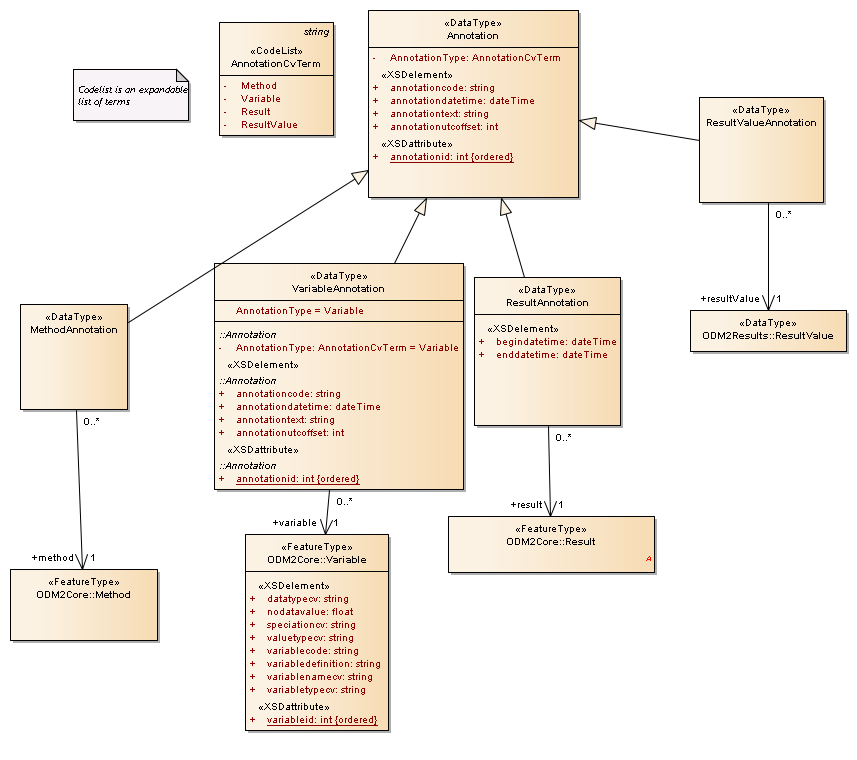 Codelist is an expandable
list of terms
string
«CodeList»
AnnotationCvTerm
- Method
- Variable
- Result
- ResultValue
«DataType»
Annotation
- AnnotationType: AnnotationCvTerm
«XSDelement»
+ annotationcode: string
+ annotationdatetime: dateTime
+ annotationtext: string
+ annotationutcoffset: int
«XSDattribute»
+ annotationid: int {ordered}
«DataType»
ResultValueAnnotation
0..*
+resultValue 1
«DataType»
ODM2Results::ResultValue
«DataType»
MethodAnnotation
0..*
+method 1
«FeatureType»
ODM2Core::Method
«DataType»
VariableAnnotation
AnnotationType = Variable
::Annotation
- AnnotationType: AnnotationCvTerm = Variable
«XSDelement»
::Annotation
+ annotationcode: string
+ annotationdatetime: dateTime
+ annotationtext: string
+ annotationutcoffset: int
«XSDattribute»
::Annotation
+ annotationid: int {ordered}
0..*
+variable 1
«FeatureType»
ODM2Core::Variable
«XSDelement»
+ datatypecv: string
+ nodatavalue: float
+ speciationcv: string
+ valuetypecv: string
+ variablecode: string
+ variabledefinition: string
+ variablenamecv: string
+ variabletypecv: string
«XSDattribute»
+ variableid: int {ordered}
«DataType»
ResultAnnotation
«XSDElement»
+ begindatetime: dateTime
+ enddatetime: dateTime
0..*
+result 1
«FeatureType»
ODM2Core::Result
A